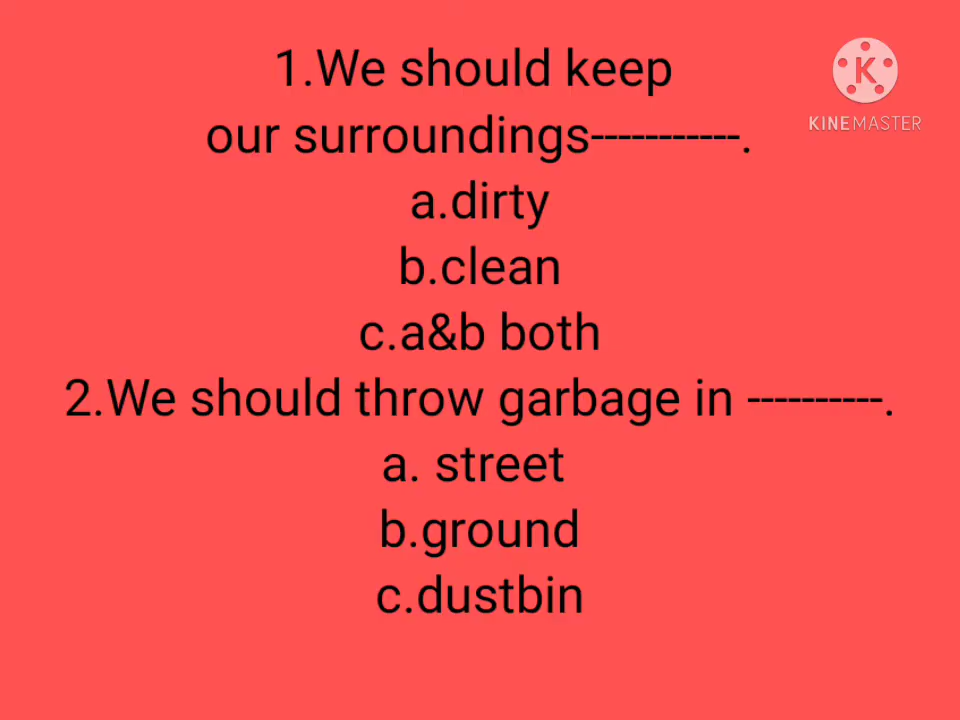 1.We should keep
our surroundings-----------.
a.dirty
b.clean
c.a&b both
2.We should throw garbage in ----------.
a. street
b.ground
c.dustbin
K
KINEMASTER